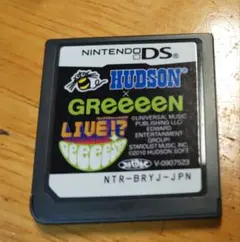 NINTENDO DS
HUDSON
×
GReeeeN
LIVE!?
GReeeeN
©UNIVERSAL MUSIC
PUBLISHING LLC/
EDWARD
ENTERTAINMENT
GROUP/
STARDUST MUSIC, INC.
©2010 HUDSON SOFT
V-0907523
NTR-BRYJ-JPN